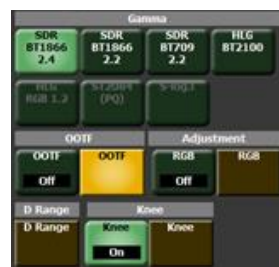 Gamma
SDR BT1866 2.4
SDR BT1866 2.2
SDR BT709 2.2
HLG BT2100
HLG RGB 1.2
ST2084 (PQ)
S-log3
OOTF
Adjustment
OOTF Off
OOTF
RGB Off
RGB
D Range
Knee
D Range
Knee On
Knee